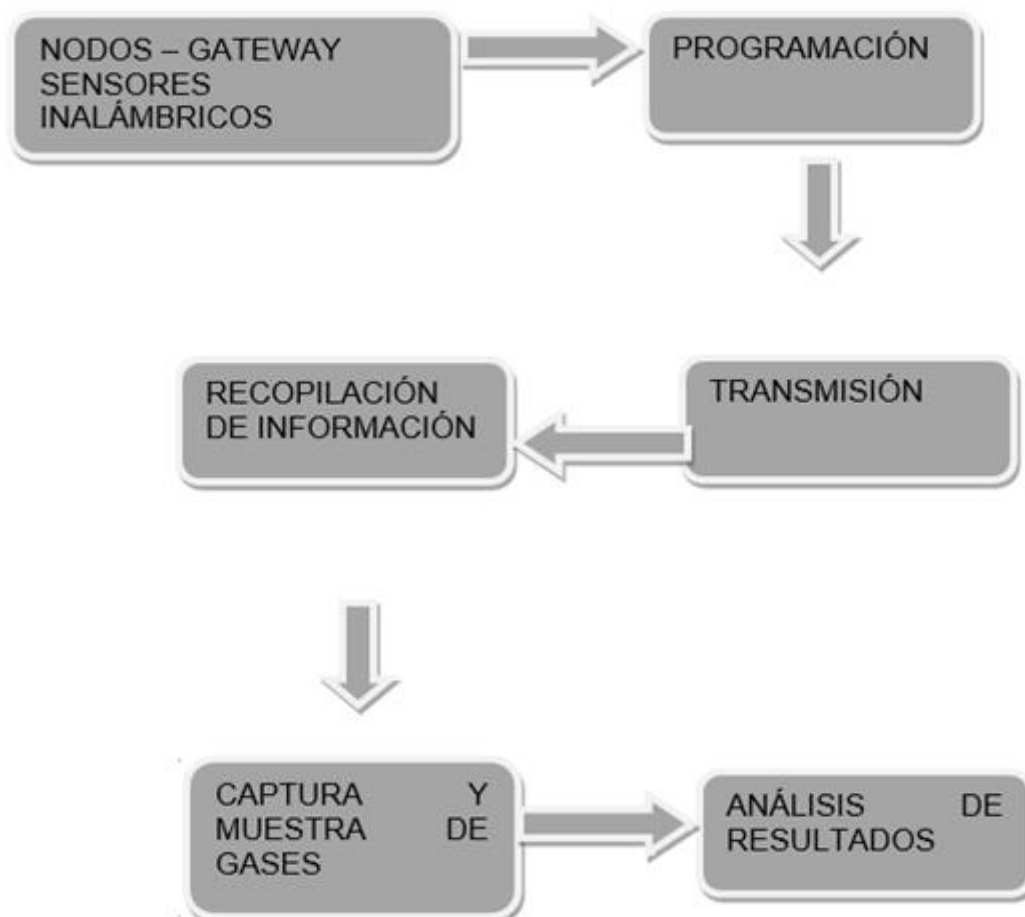 NODOS – GATEWAY
SENSORES
INALÁMBRICOS
PROGRAMACIÓN
TRANSMISIÓN
RECOPILACIÓN
DE INFORMACIÓN
CAPTURA Y
MUESTRA DE
GASES
ANÁLISIS DE
RESULTADOS